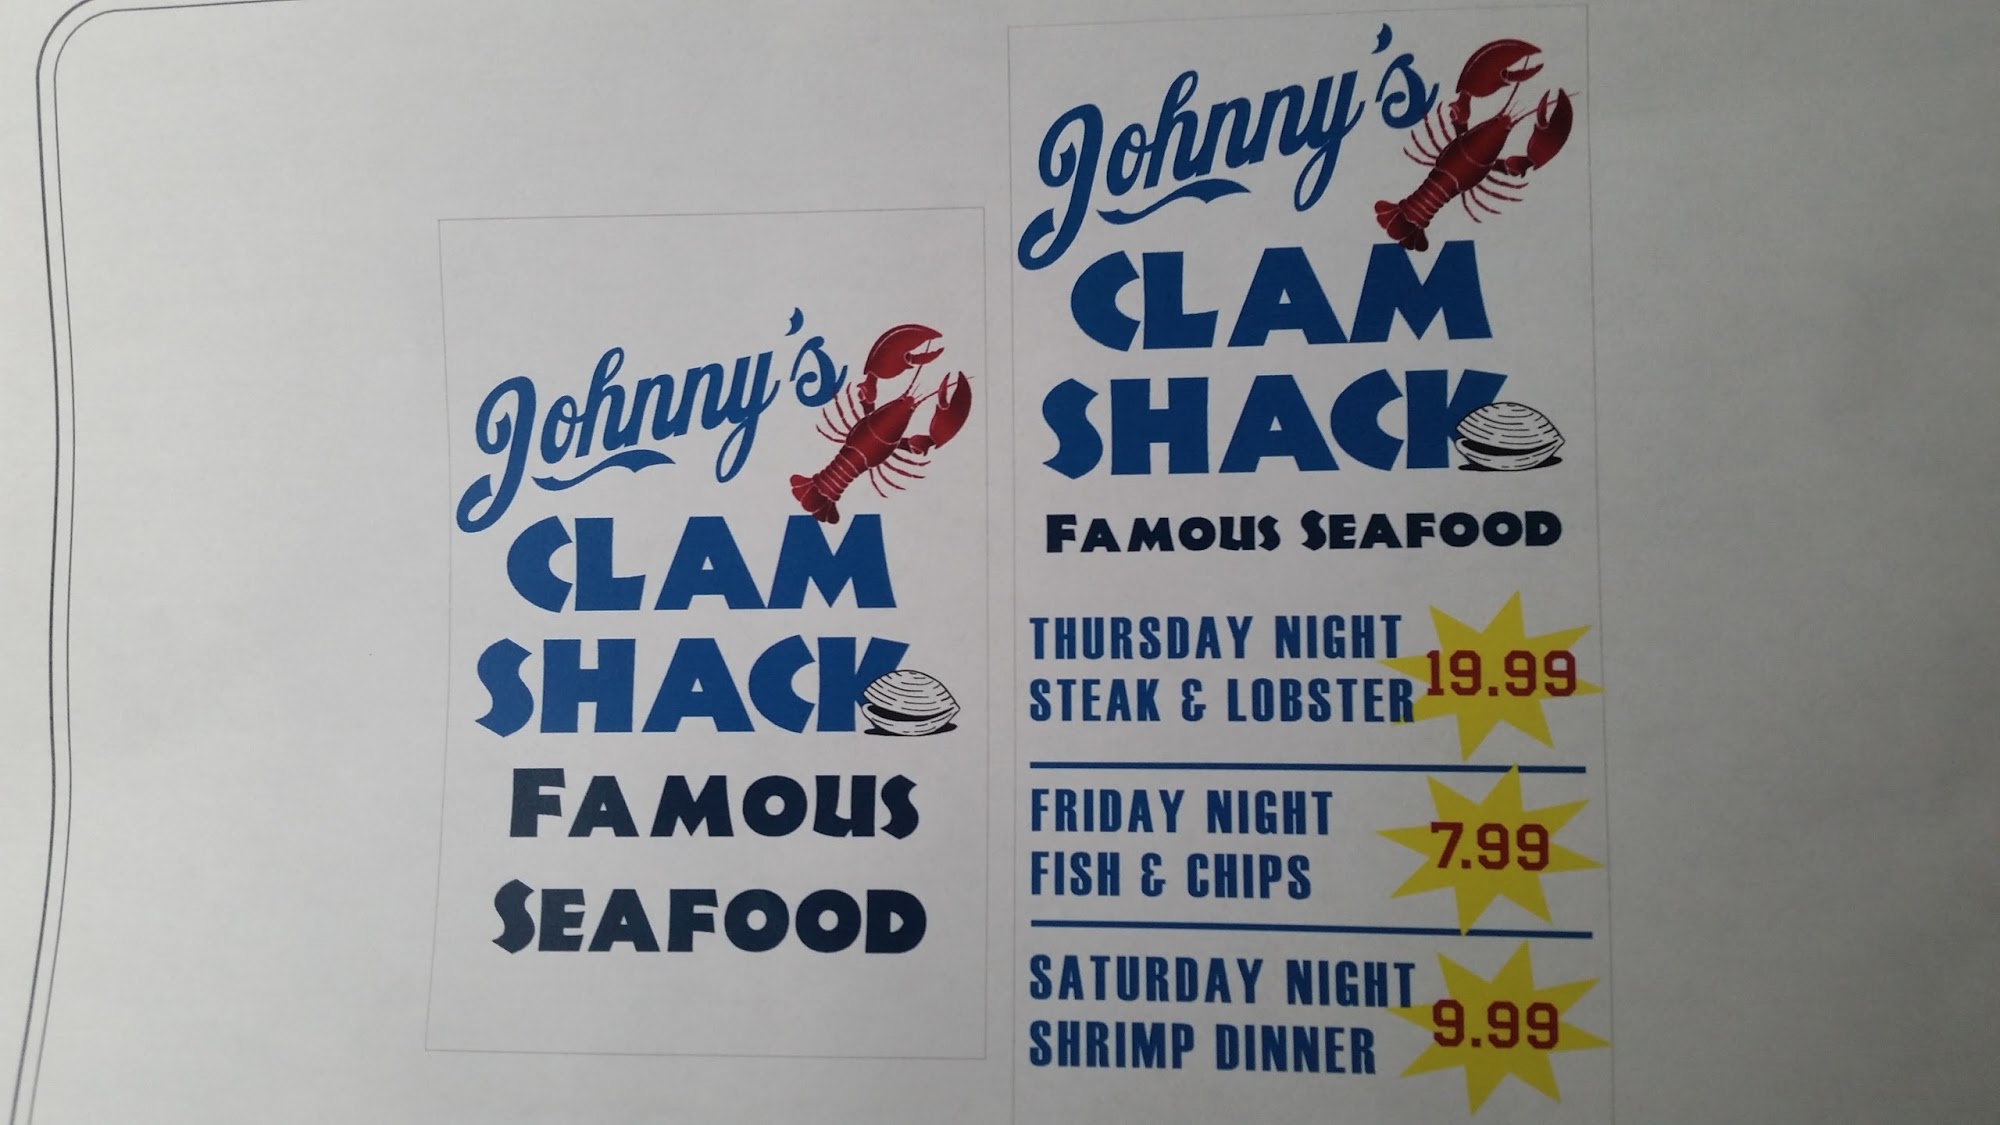 Johnny's
CLAM
SHACK
FAMOUS
SEAFOOD
Johnny's
CLAM
SHACK
FAMOUS SEAFOOD
THURSDAY NIGHT
STEAK & LOBSTER
19.99
FRIDAY NIGHT
FISH & CHIPS
7.99
SATURDAY NIGHT
SHRIMP DINNER
9.99